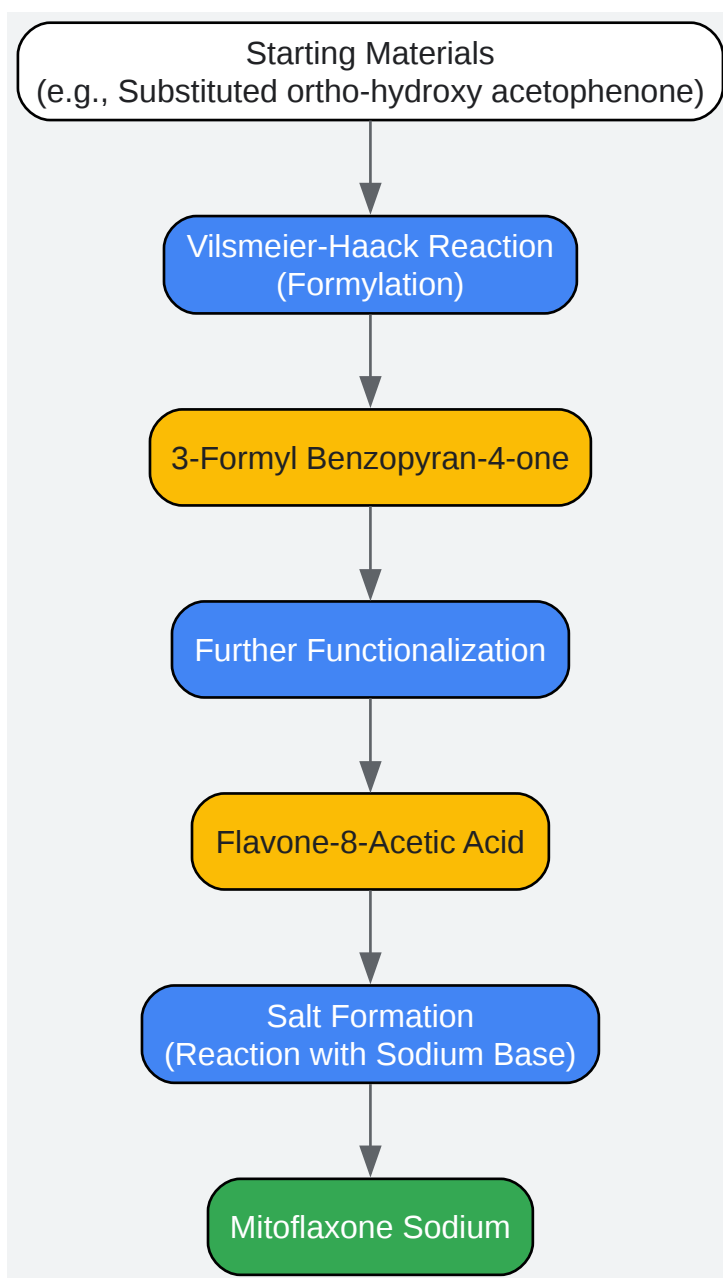 Starting Materials
(e.g., Substituted ortho-hydroxy acetophenone)
Vilsmeier-Haack Reaction
(Formylation)
3-Formyl Benzopyran-4-one
Further Functionalization
Flavone-8-Acetic Acid
Salt Formation
(Reaction with Sodium Base)
Mitoflaxone Sodium